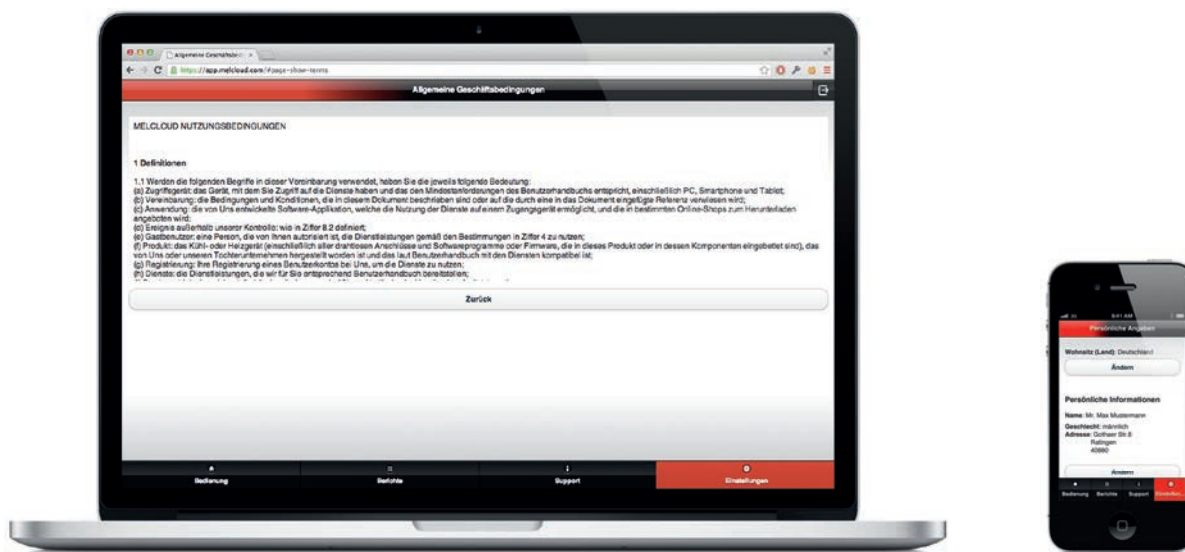 Allgemeine Geschäftsbedi
https://app.melcloud.com/#page-show-terms
Allgemeine Geschäftsbedingungen
MELCLOUD NUTZUNGSBEDINGUNGEN
1 Definitionen
1.1 Werden die folgenden Begriffe in dieser Vereinbarung verwendet, haben Sie die jeweils folgende Bedeutung:
(a) Zugriffsgerät: das Gerät, mit dem Sie Zugriff auf die Dienste haben und das den Mindestanforderungen des Benutzerhandbuchs entspricht, einschließlich PC, Smartphone und Tablet;
(b) Vereinbarung: die Bedingungen und Konditionen, die in diesem Dokument beschrieben sind oder auf die durch eine in das Dokument eingefügte Referenz verwiesen wird;
(c) Anwendung: die von Uns entwickelte Software-Applikation, welche die Nutzung der Dienste auf einem Zugangsgerät ermöglicht, und die in bestimmten Online-Shops zum Herunterladen
angeboten wird;
(d) Ereignis außerhalb unserer Kontrolle: wie in Ziffer 8.2 definiert;
(e) Gastbenutzer: eine Person, die von Ihnen autorisiert ist, die Dienstleistungen gemäß den Bestimmungen in Ziffer 4 zu nutzen;
(f) Produkt: das Kühl- oder Heizgerät (einschließlich aller drahtlosen Anschlüsse und Softwareprogramme oder Firmware, die in dieses Produkt oder in dessen Komponenten eingebettet sind), das
von Uns oder unseren Tochterunternehmen hergestellt worden ist und das laut Benutzerhandbuch mit den Diensten kompatibel ist;
(g) Registrierung: Ihre Registrierung eines Benutzerkontos bei Uns, um die Dienste zu nutzen;
(h) Dienste: die Dienstleistungen, die wir für Sie entsprechend Benutzerhandbuch bereitstellen;
Zurück
Bedienung Berichte Support Einstellungen
9:41 AM
Persönliche Angaben
Wohnsitz (Land): Deutschland
Ändern
Persönliche Informationen
Name: Mr. Max Mustermann
Geschlecht: männlich
Adresse: Gothaer Str.8
Ratingen
40880
Ändern
Bedienung Berichte Support Einstellun...